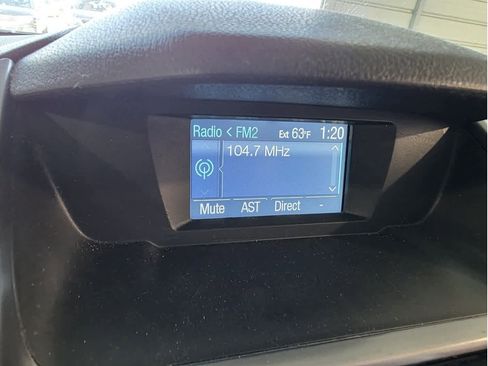 Radio < FM2 Ext 63°F 1:20
104.7 MHz
Mute AST Direct -